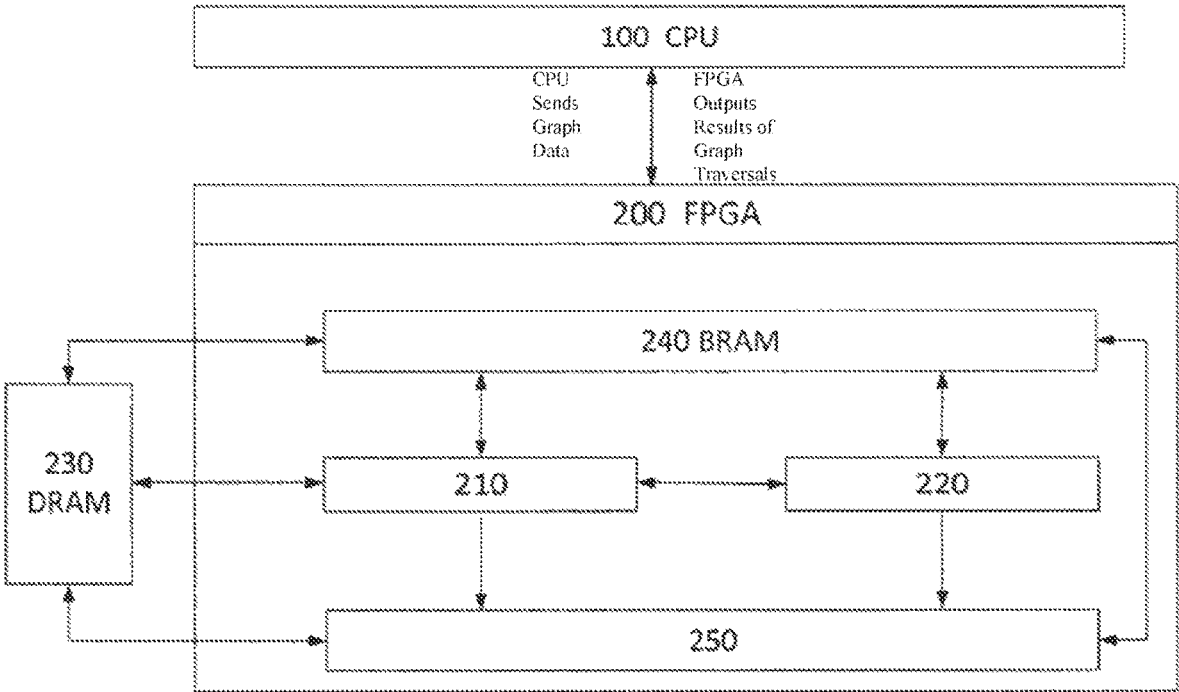 100 CPU
CPU
Sends
Graph
Data
FPGA
Outputs
Results of
Graph
Traversals
200 FPGA
240 BRAM
230
DRAM
210
220
250